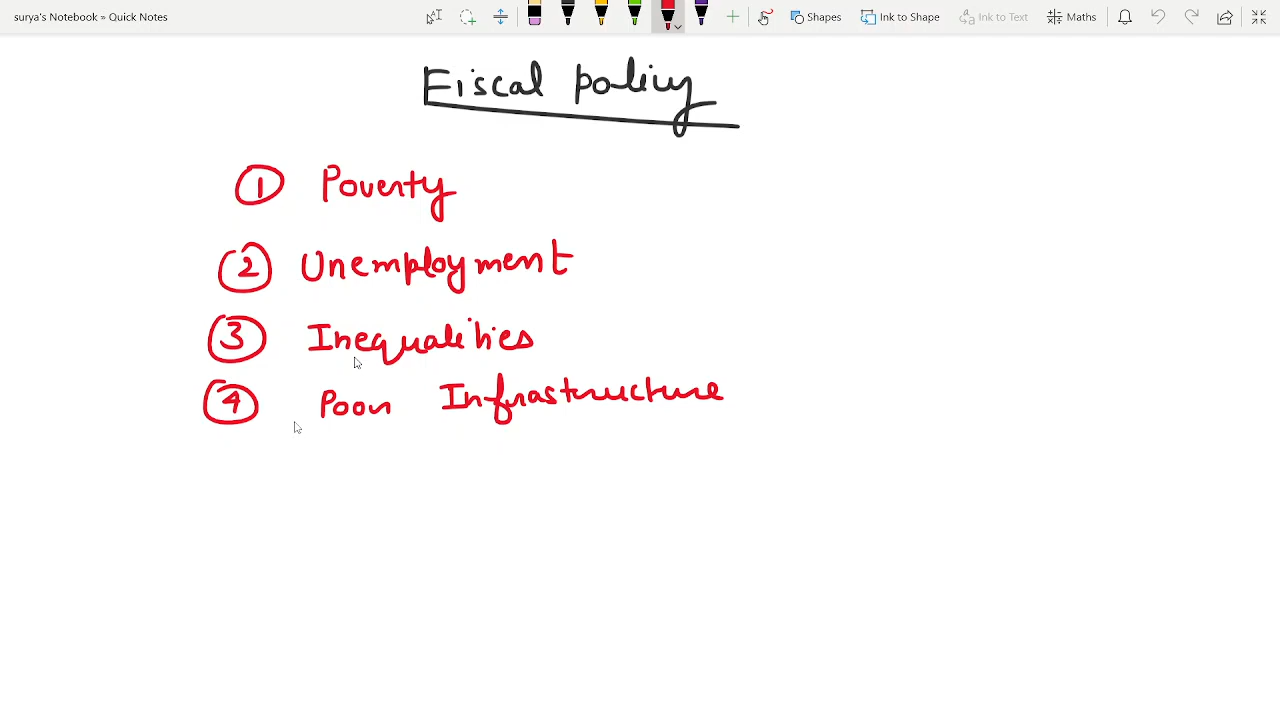 surya's Notebook » Quick Notes
Shapes
Ink to Shape
Ink to Text
Maths
Fiscal policy
1 Poverty
2 Unemployment
3 Inequalities
4 Poor Infrastructure